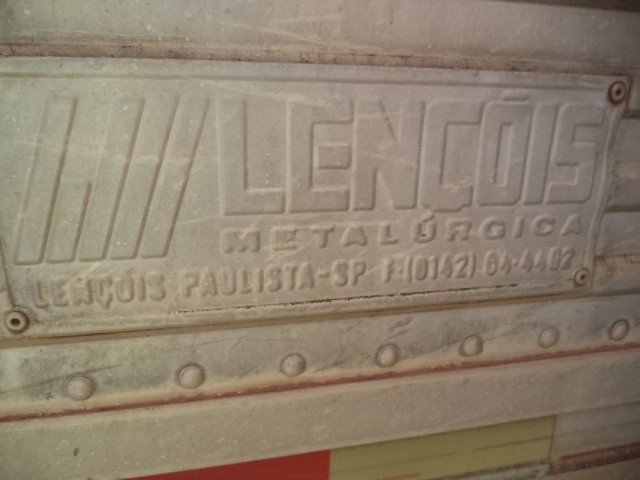 LENÇÓIS
METALÚRGICA
LENÇÓIS PAULISTA-SP F:(0142) 64-4402